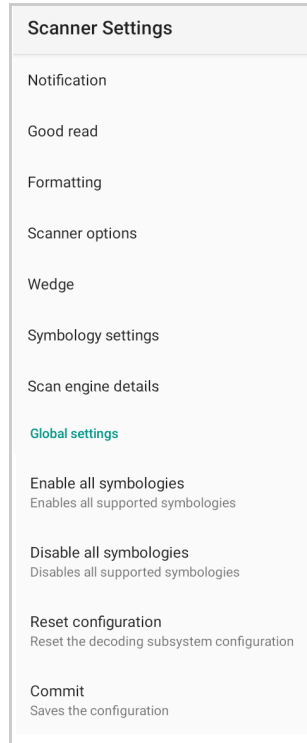 Scanner Settings
Notification
Good read
Formatting
Scanner options
Wedge
Symbology settings
Scan engine details
Global settings
Enable all symbologies
Enables all supported symbologies
Disable all symbologies
Disables all supported symbologies
Reset configuration
Reset the decoding subsystem configuration
Commit
Saves the configuration